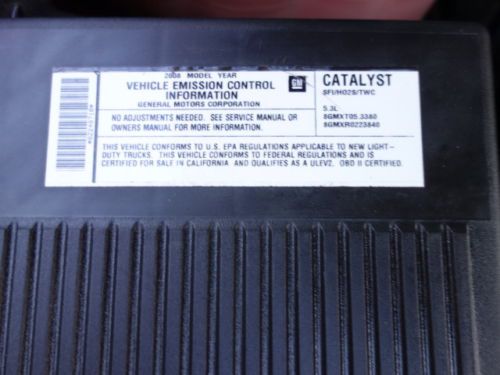 2008 MODEL YEAR
VEHICLE EMISSION CONTROL
INFORMATION
GENERAL MOTORS CORPORATION
GM
CATALYST
SFI/HO2S/TWC
5.3L
8GMXT05.3380
8GMXR0223840
NO ADJUSTMENTS NEEDED. SEE SERVICE MANUAL OR
OWNERS MANUAL FOR MORE INFORMATION.
THIS VEHICLE CONFORMS TO U.S. EPA REGULATIONS APPLICABLE TO NEW LIGHT-
DUTY TRUCKS. THIS VEHICLE CONFORMS TO FEDERAL REGULATIONS AND IS
CERTIFIED FOR SALE IN CALIFORNIA AND QUALIFIES AS A ULEV2. OBD II CERTIFIED.